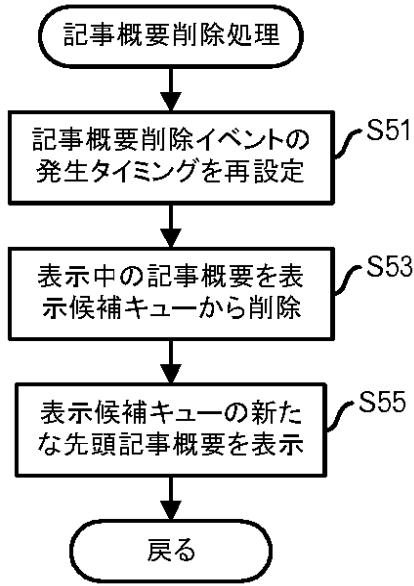 記事概要削除処理
記事概要削除イベントの
発生タイミングを再設定
S51
表示中の記事概要を表
示候補キューから削除
S53
表示候補キューの新た
な先頭記事概要を表示
S55
戻る